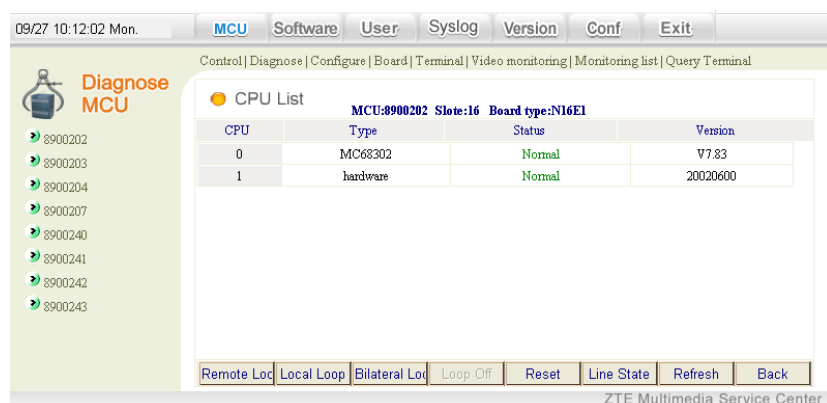 09/27 10:12:02 Mon.
MCU Software User Syslog Version Conf Exit
Control | Diagnose | Configure | Board | Terminal | Video monitoring | Monitoring list | Query Terminal
Diagnose
MCU
8900202
8900203
8900204
8900207
8900240
8900241
8900242
8900243
CPU List
MCU:8900202 Slote:16 Board type:N16E1
CPU Type Status Version
0 MC68302 Normal V7.83
1 hardware Normal 20020600
Remote Loc Local Loop Bilateral Loo Loop Off Reset Line State Refresh Back
ZTE Multimedia Service Center